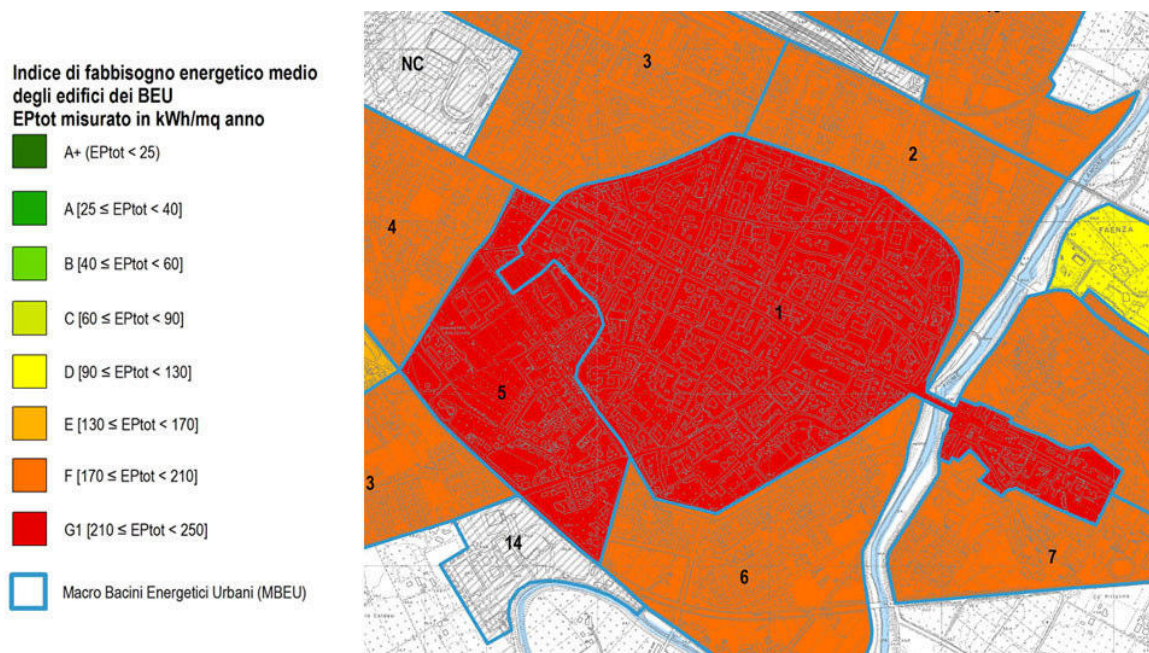 Indice di fabbisogno energetico medio
degli edifici dei BEU
EPtot misurato in kWh/mq anno
A+ (EPtot < 25)
A [25 ≤ EPtot < 40]
B [40 ≤ EPtot < 60]
C [60 ≤ EPtot < 90]
D [90 ≤ EPtot < 130]
E [130 ≤ EPtot < 170]
F [170 ≤ EPtot < 210]
G1 [210 ≤ EPtot < 250]
Macro Bacini Energetici Urbani (MBEU)
NC
3
2
4
FAENZA
1
5
3
14
6
7